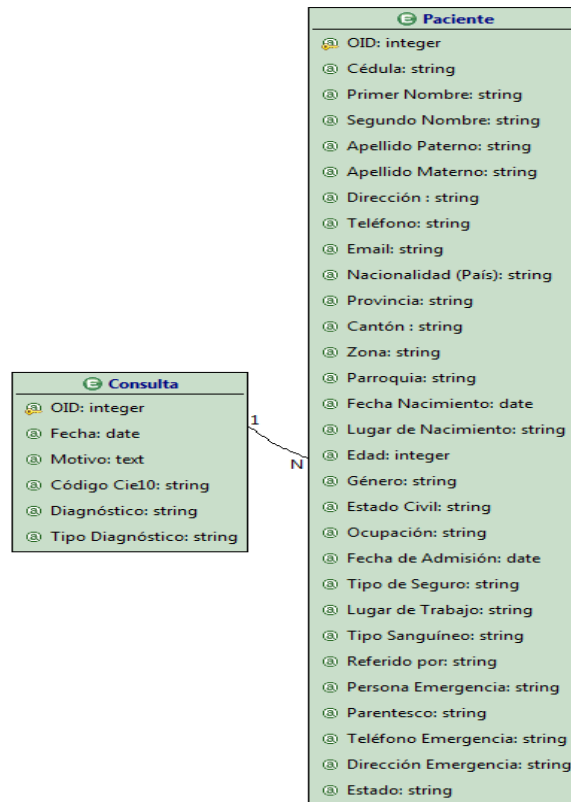 Consulta
OID: integer
Fecha: date
Motivo: text
Código Cie10: string
Diagnóstico: string
Tipo Diagnóstico: string
1
N
Paciente
OID: integer
Cédula: string
Primer Nombre: string
Segundo Nombre: string
Apellido Paterno: string
Apellido Materno: string
Dirección : string
Teléfono: string
Email: string
Nacionalidad (País): string
Provincia: string
Cantón : string
Zona: string
Parroquia: string
Fecha Nacimiento: date
Lugar de Nacimiento: string
Edad: integer
Género: string
Estado Civil: string
Ocupación: string
Fecha de Admisión: date
Tipo de Seguro: string
Lugar de Trabajo: string
Tipo Sanguíneo: string
Referido por: string
Persona Emergencia: string
Parentesco: string
Teléfono Emergencia: string
Dirección Emergencia: string
Estado: string